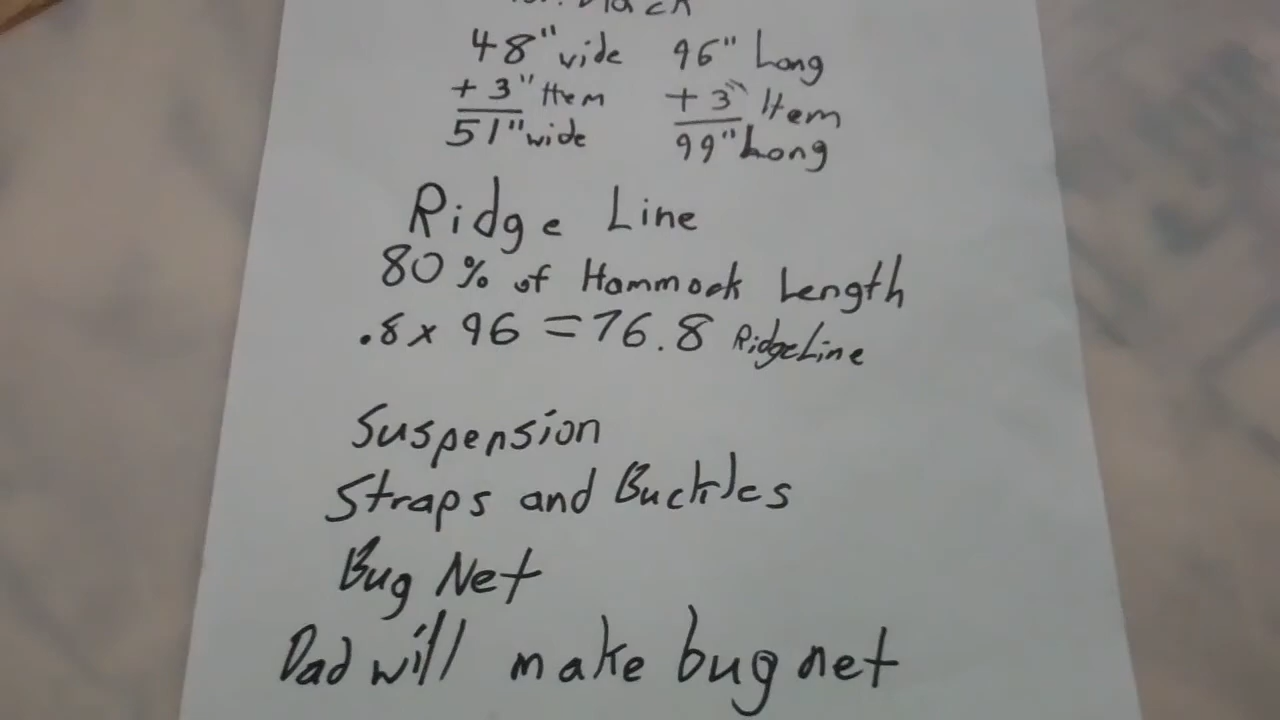 48" wide 96" Long
+ 3" Hem + 3" Hem
51" wide 99" Long
Ridge Line
80% of Hammock Length
.8 x 96 = 76.8 RidgeLine
Suspension
Straps and Buckles
Bug Net
Dad will make bug net